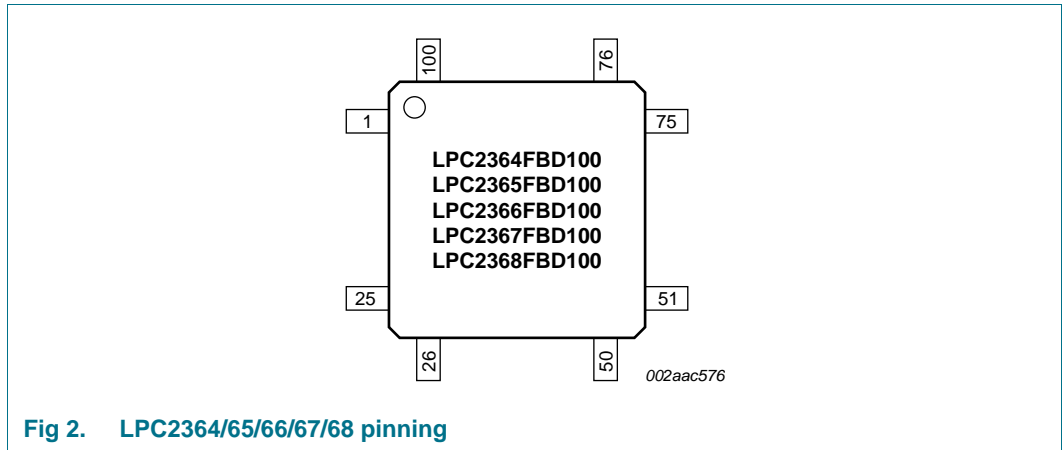 100 76
1 75
LPC2364FBD100
LPC2365FBD100
LPC2366FBD100
LPC2367FBD100
LPC2368FBD100
25 51
26 50
002aac576
Fig 2. LPC2364/65/66/67/68 pinning